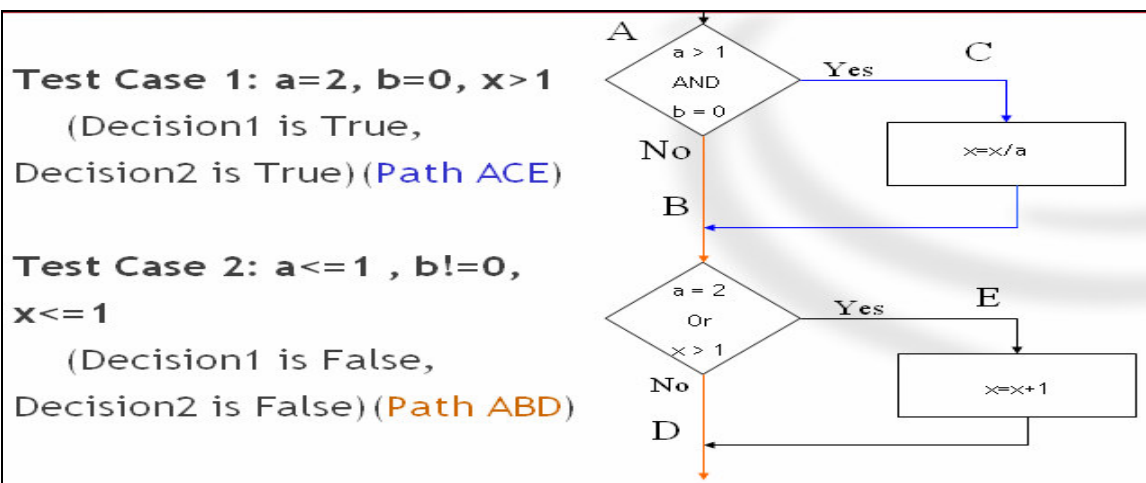 Test Case 1: a=2, b=0, x>1
(Decision1 is True,
Decision2 is True)(Path ACE)
Test Case 2: a<=1 , b!=0,
x<=1
(Decision1 is False,
Decision2 is False)(Path ABD)
A
a > 1
AND
b = 0
Yes
C
x=x/a
No
B
a = 2
Or
x > 1
Yes
E
x=x+1
No
D